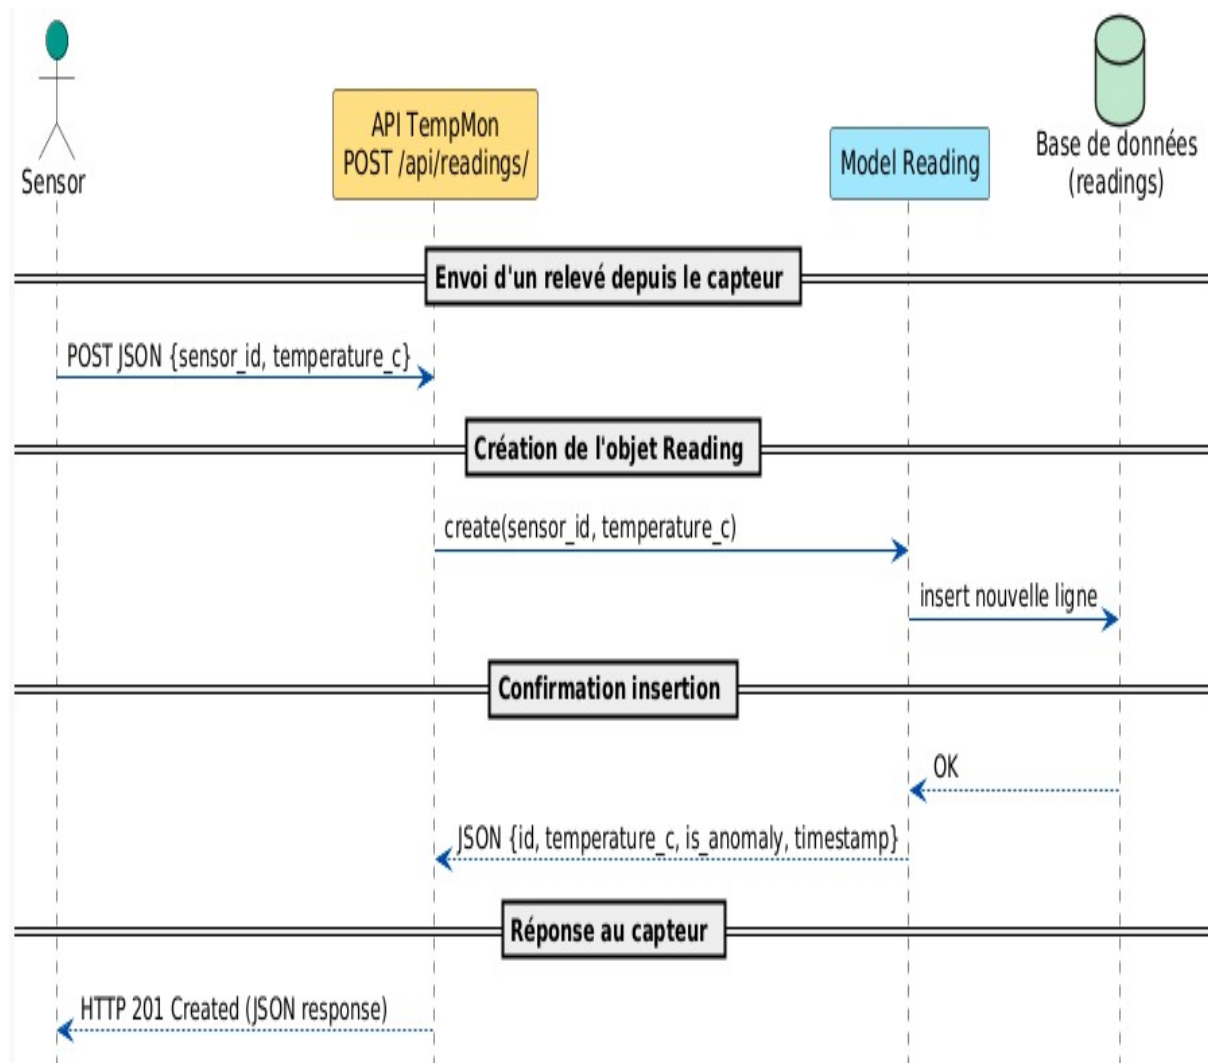 Sensor
API TempMon
POST /api/readings/
Model Reading
Base de données
(readings)
Envoi d'un relevé depuis le capteur
POST JSON {sensor_id, temperature_c}
Création de l'objet Reading
create(sensor_id, temperature_c)
insert nouvelle ligne
Confirmation insertion
OK
JSON {id, temperature_c, is_anomaly, timestamp}
Réponse au capteur
HTTP 201 Created (JSON response)